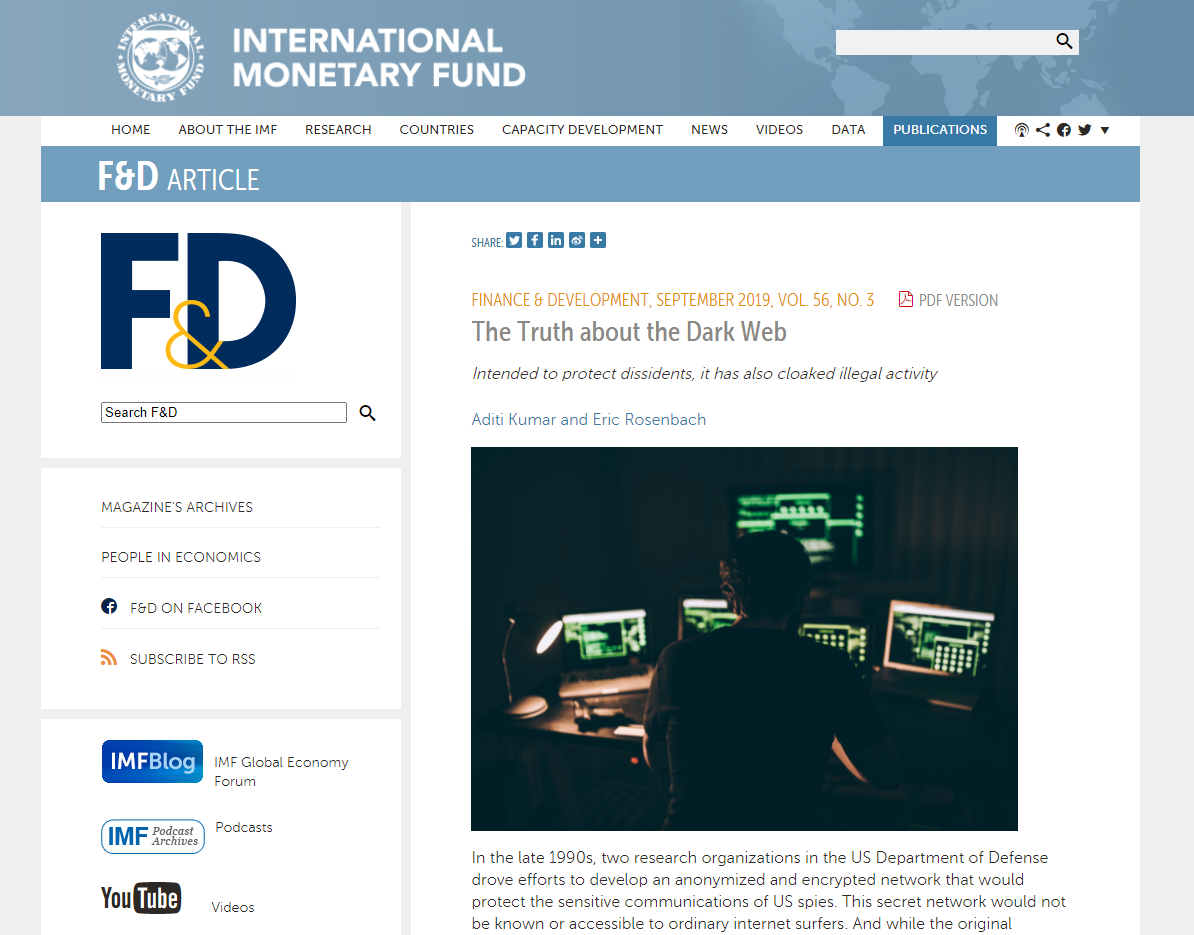 INTERNATIONAL
MONETARY FUND
INTERNATIONAL MONETARY FUND
HOME ABOUT THE IMF RESEARCH COUNTRIES CAPACITY DEVELOPMENT NEWS VIDEOS DATA PUBLICATIONS
F&D ARTICLE
F&D
Search F&D
MAGAZINE'S ARCHIVES
PEOPLE IN ECONOMICS
F&D ON FACEBOOK
SUBSCRIBE TO RSS
IMFBlog
IMF Global Economy
Forum
IMF Podcast Archives
Podcasts
YouTube
Videos
SHARE:
FINANCE & DEVELOPMENT, SEPTEMBER 2019, VOL. 56, NO. 3 PDF VERSION
The Truth about the Dark Web
Intended to protect dissidents, it has also cloaked illegal activity
Aditi Kumar and Eric Rosenbach
In the late 1990s, two research organizations in the US Department of Defense
drove efforts to develop an anonymized and encrypted network that would
protect the sensitive communications of US spies. This secret network would not
be known or accessible to ordinary internet surfers. And while the original